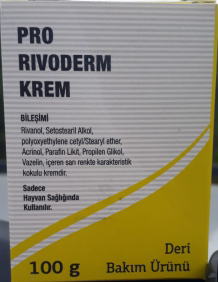 PRO
RIVODERM
KREM
BİLEŞİMİ
Rivanol, Setostearil Alkol,
polyoxyethylene cetyl/Stearyl ether,
Acrinol, Parafin Likit, Propilen Glikol,
Vazelin, içeren sarı renkte karakteristik
kokulu kremdir.
Sadece
Hayvan Sağlığında
Kullanılır.
Deri
100 g Bakım Ürünü